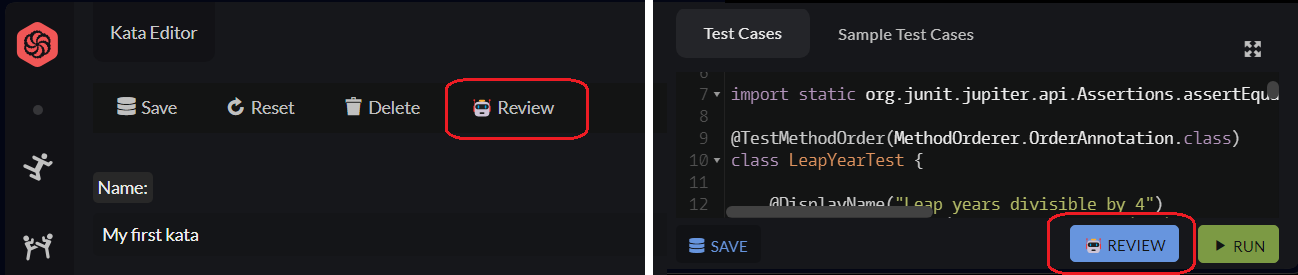 Kata Editor
Save Reset Delete Review
Name:
My first kata
Test Cases Sample Test Cases
7 import static org.junit.jupiter.api.Assertions.assertEqu
8
9 @TestMethodOrder(MethodOrderer.OrderAnnotation.class)
10 class LeapYearTest {
11
12 @DisplayName("Leap years divisible by 4")
SAVE REVIEW RUN